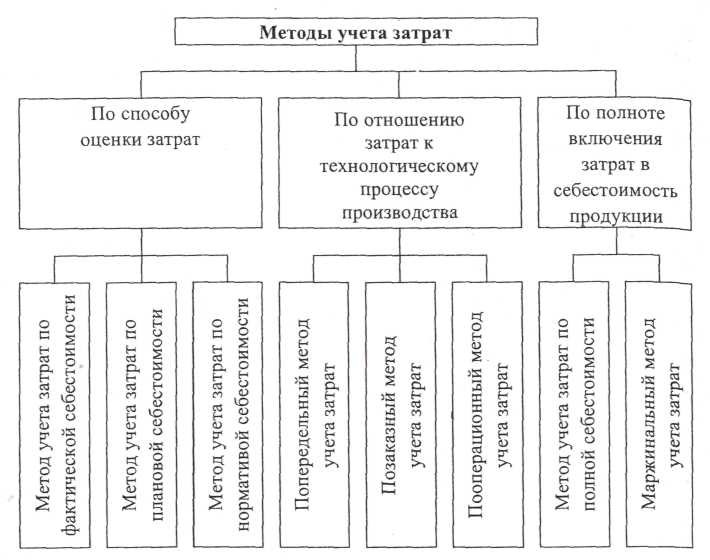 Методы учета затрат
По способу
оценки затрат
По отношению
затрат к
технологическому
процессу
производства
По полноте
включения
затрат в
себестоимость
продукции
Метод учета затрат по
фактической себестоимости
Метод учета затрат по
плановой себестоимости
Метод учета затрат по
нормативой себестоимости
Попередельный метод
учета затрат
Позаказный метод
учета затрат
Пооперационный метод
учета затрат
Метод учета затрат по
полной себестоимости
Маржинальный метод
учета затрат